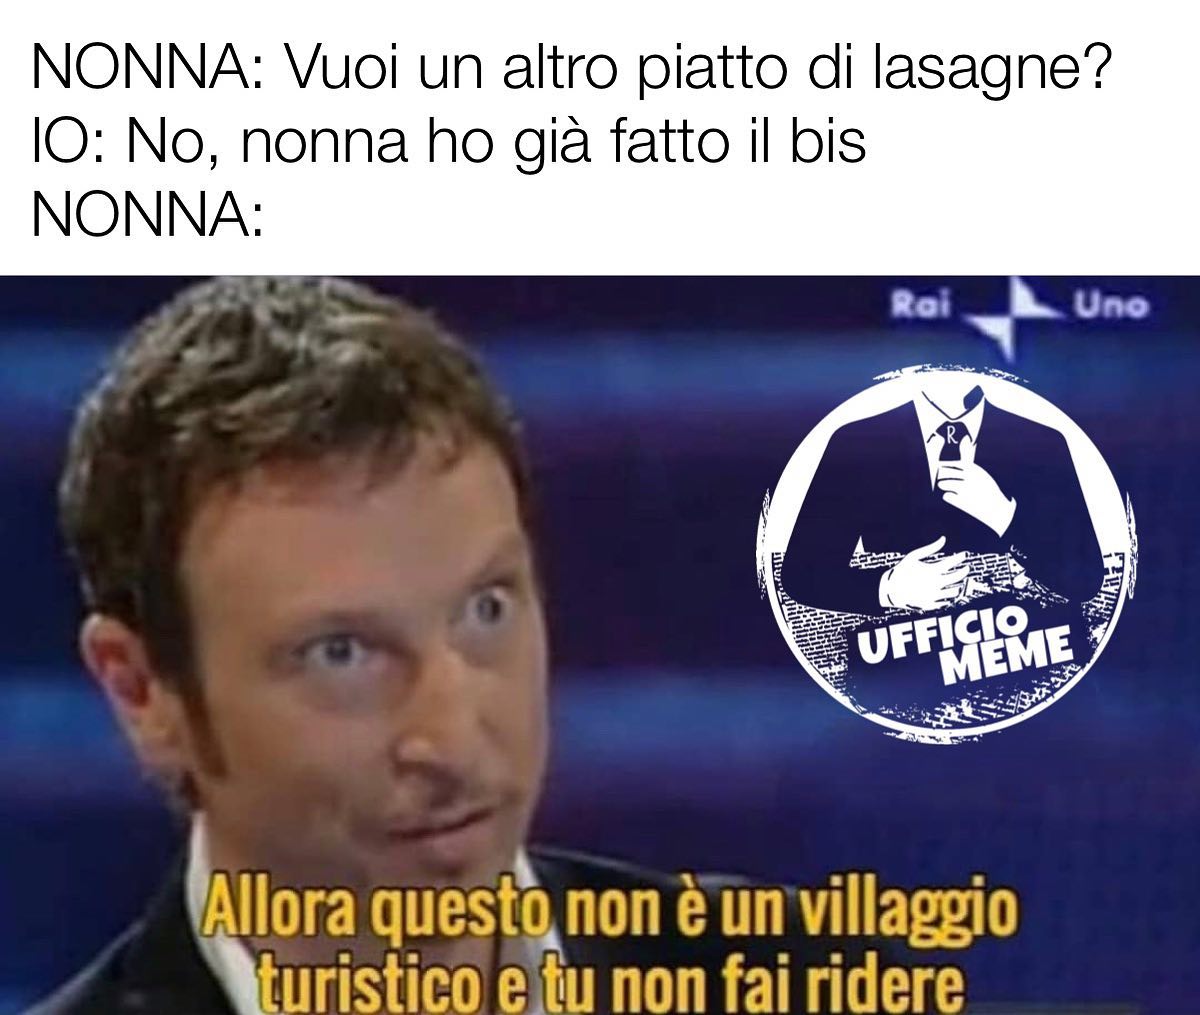 NONNA: Vuoi un altro piatto di lasagne?
IO: No, nonna ho già fatto il bis
NONNA:
Rai Uno
R
UFFICIO
MEME
Allora questo non è un villaggio
turistico e tu non fai ridere